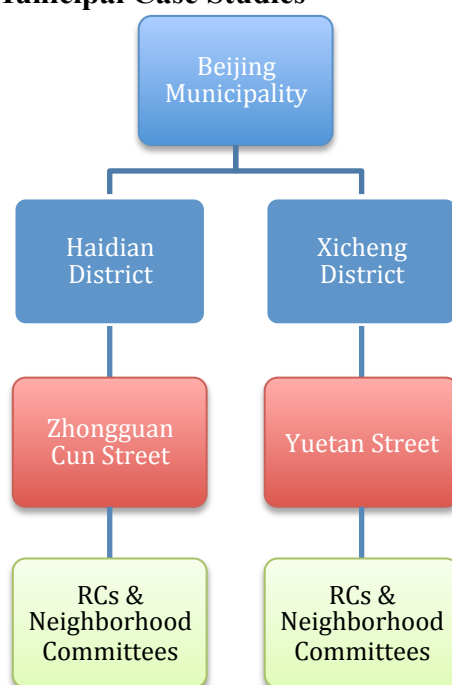 Municipal Case Studies
Beijing
Municipality
Haidian
District
Xicheng
District
Zhongguan
Cun Street
Yuetan Street
RCs &
Neighborhood
Committees
RCs &
Neighborhood
Committees